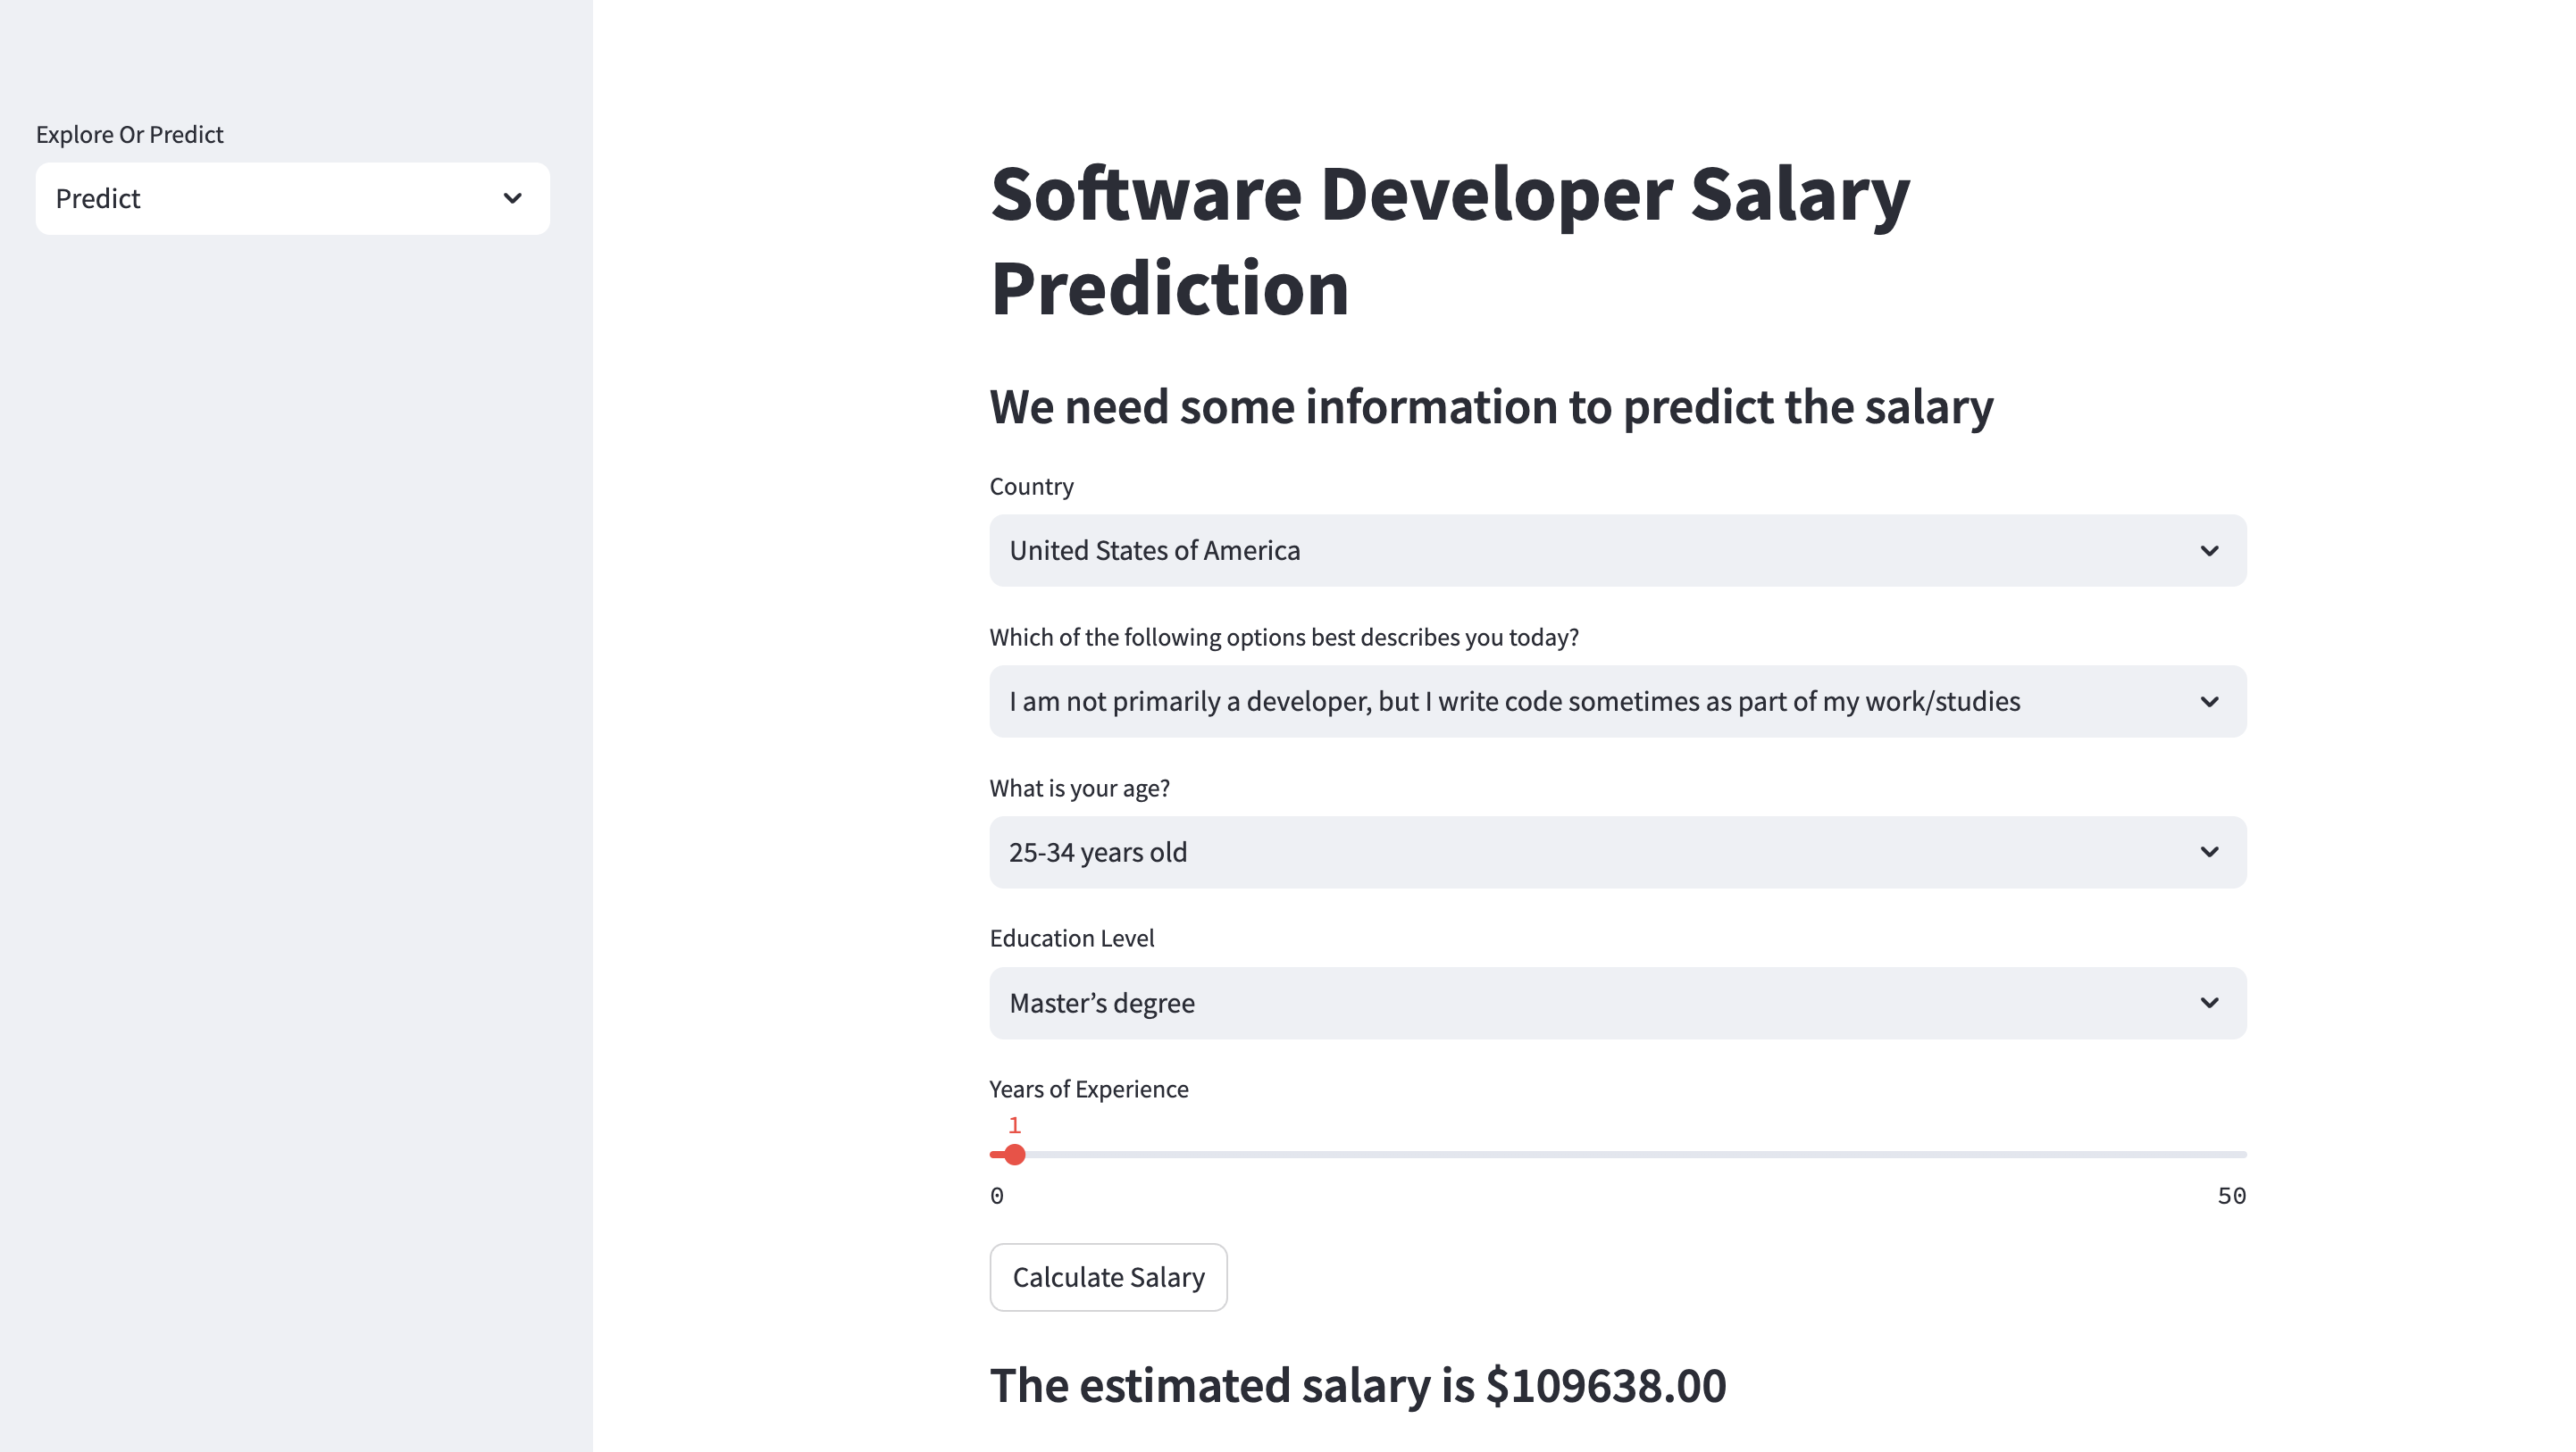 Explore Or Predict
Predict
Software Developer Salary
Prediction
We need some information to predict the salary
Country
United States of America
Which of the following options best describes you today?
I am not primarily a developer, but I write code sometimes as part of my work/studies
What is your age?
25-34 years old
Education Level
Master’s degree
Years of Experience
1
0 50
Calculate Salary
The estimated salary is $109638.00